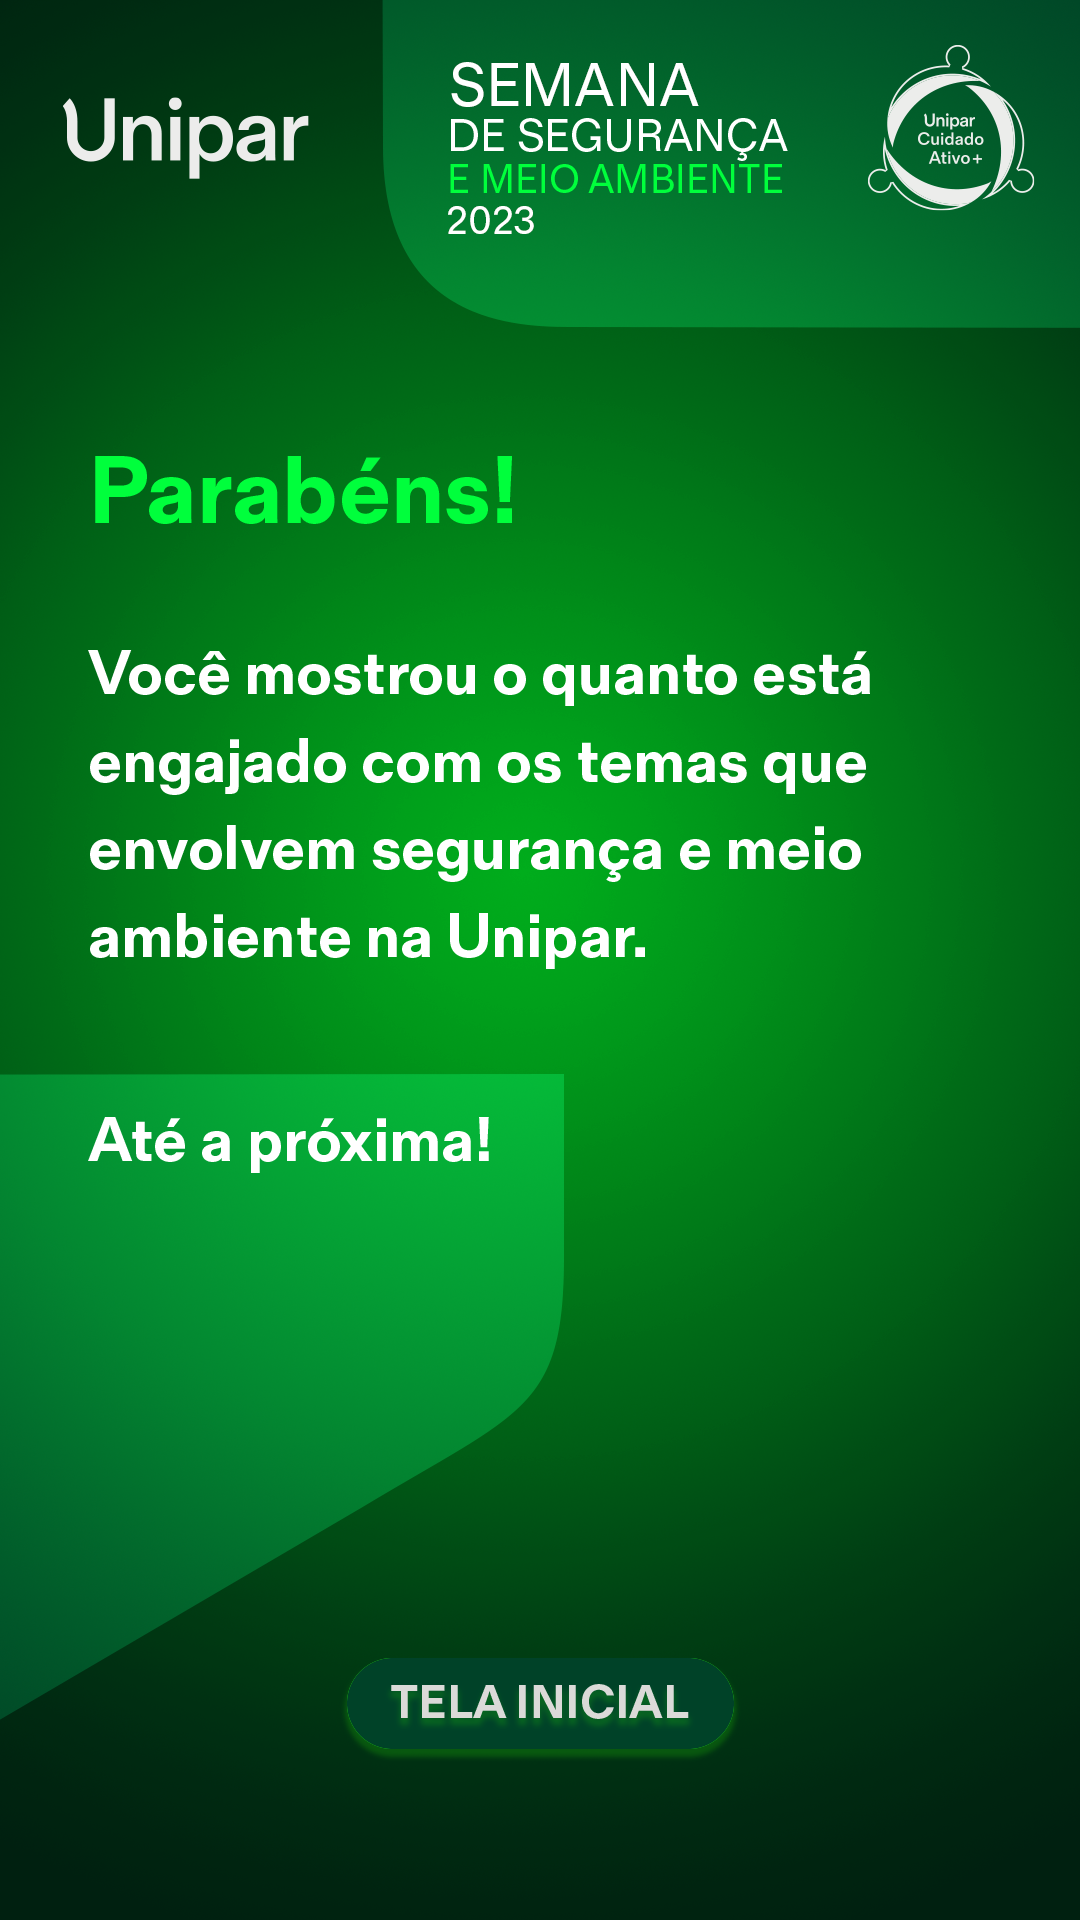 Unipar
SEMANA
DE SEGURANÇA
E MEIO AMBIENTE
2023
Unipar
Cuidado
Ativo+
Parabéns!
Você mostrou o quanto está
engajado com os temas que
envolvem segurança e meio
ambiente na Unipar.
Até a próxima!
TELA INICIAL